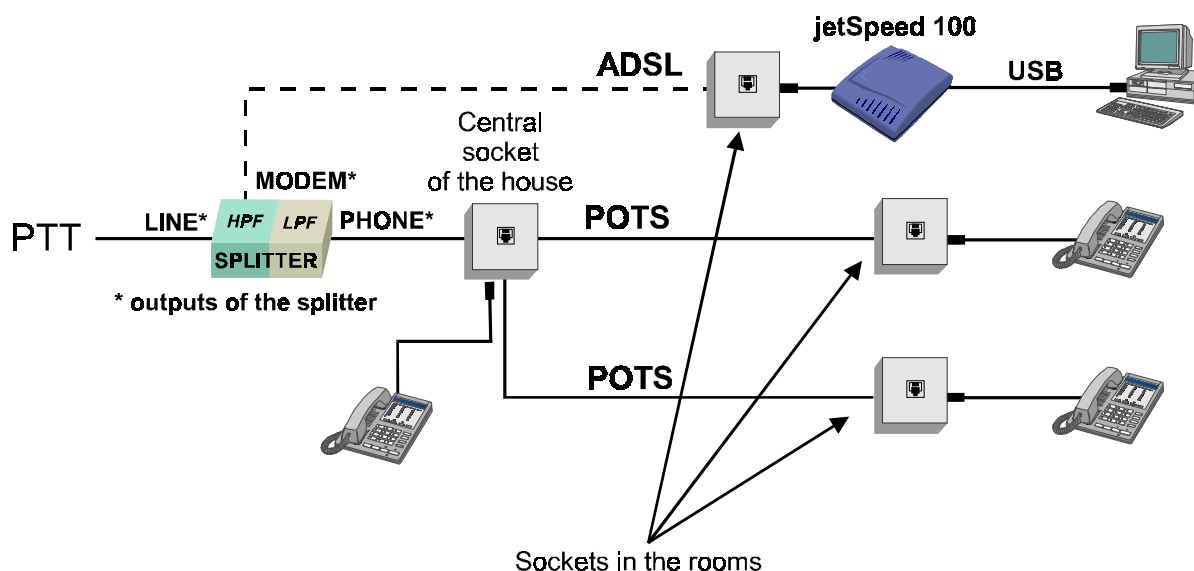 jetSpeed 100
ADSL
USB
Central
socket
of the house
MODEM*
PTT
LINE*
HPF
LPF
PHONE*
POTS
SPLITTER
* outputs of the splitter
POTS
Sockets in the rooms